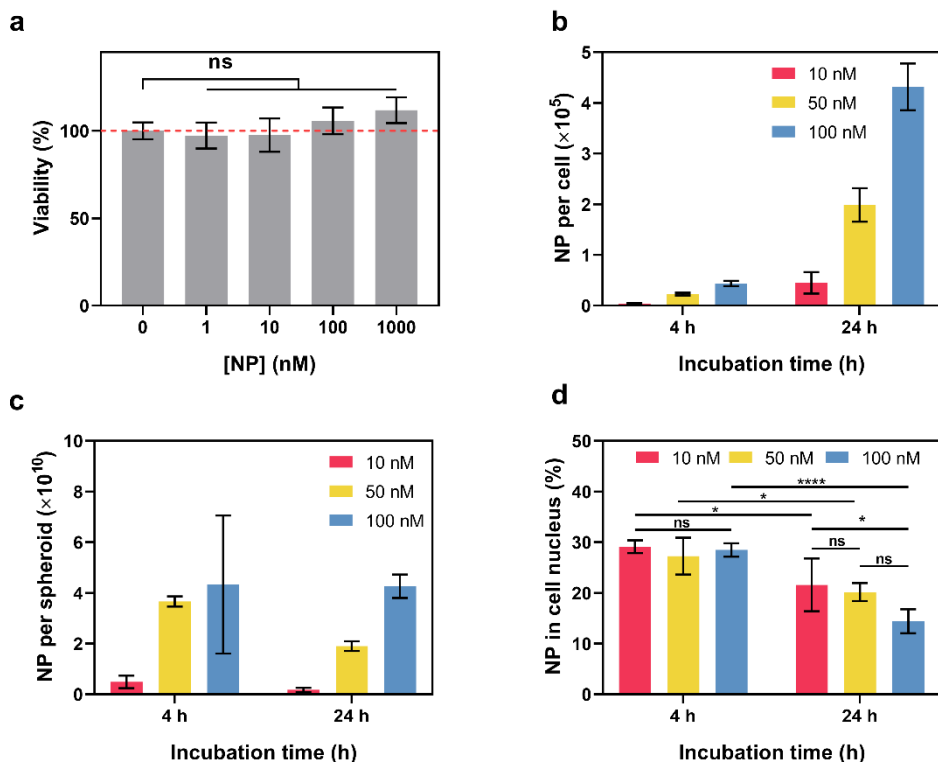 a
ns
Viability (%)
100
50
0
0 1 10 100 1000
[NP] (nM)
b
NP per cell (×10⁵)
5
4
3
2
1
0
10 nM
50 nM
100 nM
4 h 24 h
Incubation time (h)
c
NP per spheroid (×10¹⁰)
10
8
6
4
2
0
10 nM
50 nM
100 nM
4 h 24 h
Incubation time (h)
d
NP in cell nucleus (%)
50
40
30
20
10
0
10 nM 50 nM 100 nM
****
*
*
*
ns
ns
ns
4 h 24 h
Incubation time (h)